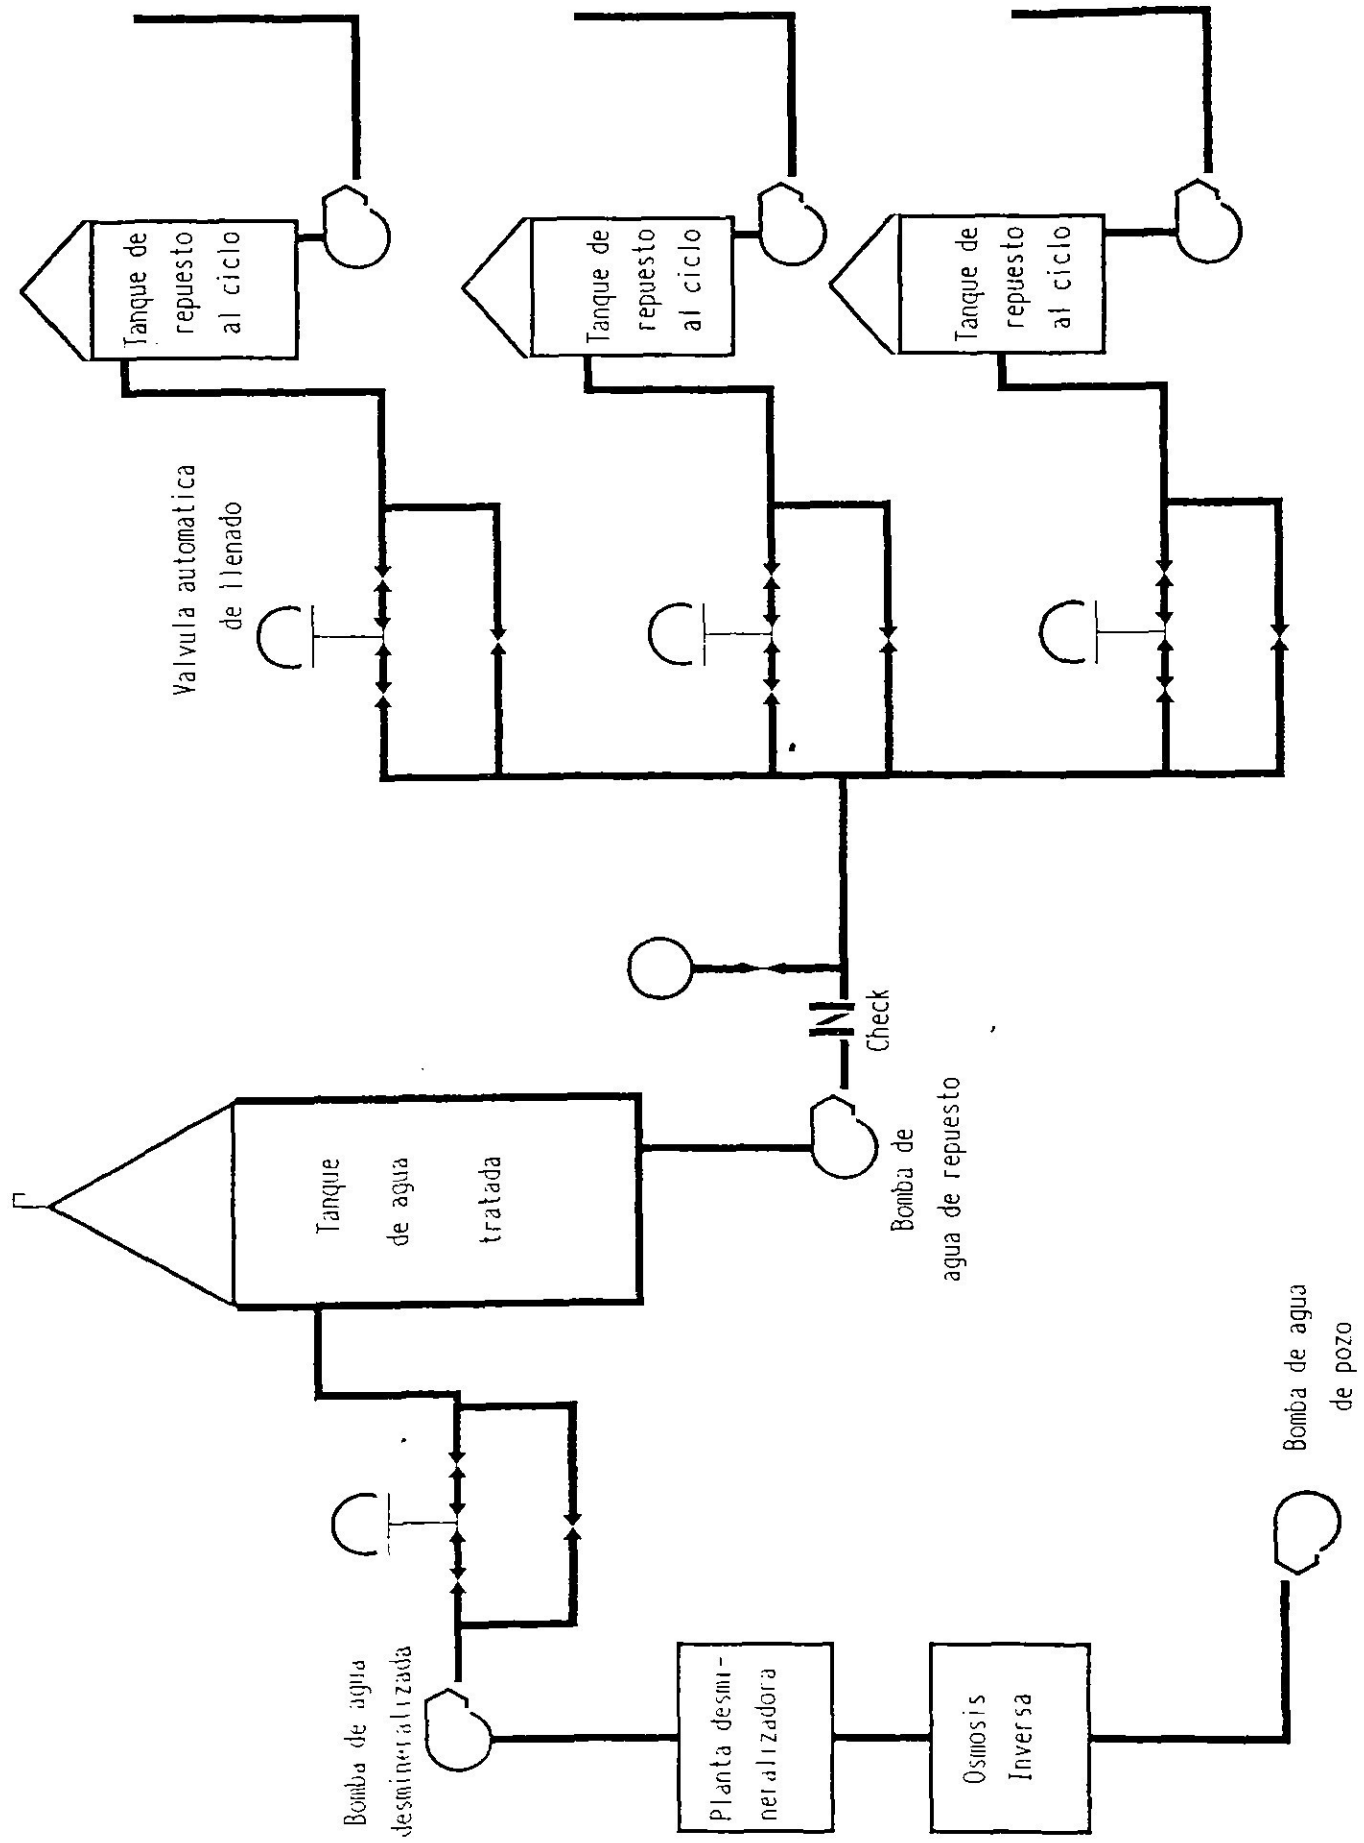 Tanque de
repuesto
al ciclo
Tanque de
repuesto
al ciclo
Tanque de
repuesto
al ciclo
Valvula automatica
de llenado
Check
Tanque
de agua
tratada
Bomba de
agua de repuesto
Bomba de agua
desmineralizada
Planta desmi-
neralizadora
Osmosis
Inversa
Bomba de agua
de pozo